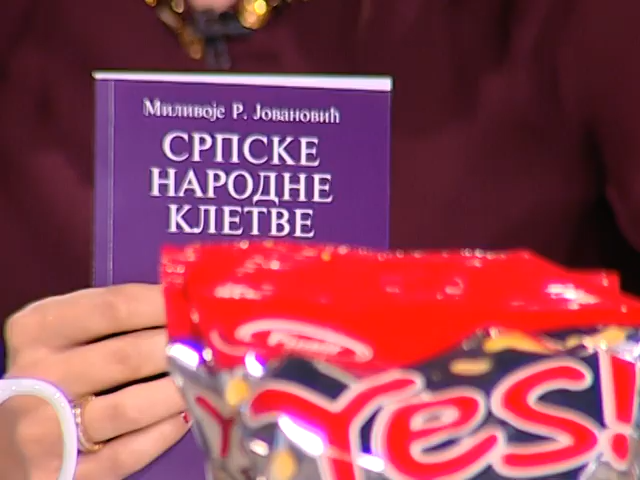 Миливоје Р. Јовановић
СРПСКЕ
НАРОДНЕ
КЛЕТВЕ
Yes!